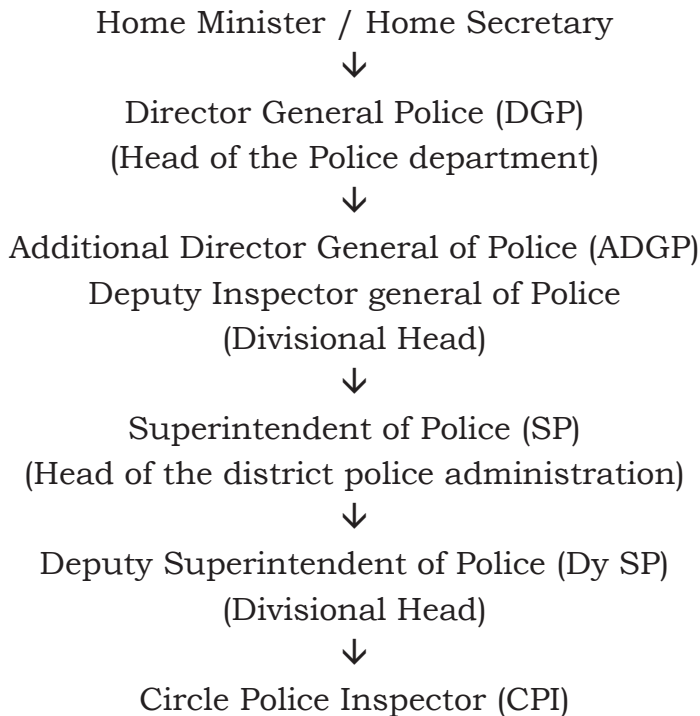 Home Minister / Home Secretary
↓
Director General Police (DGP)
(Head of the Police department)
↓
Additional Director General of Police (ADGP)
Deputy Inspector general of Police
(Divisional Head)
↓
Superintendent of Police (SP)
(Head of the district police administration)
↓
Deputy Superintendent of Police (Dy SP)
(Divisional Head)
↓
Circle Police Inspector (CPI)